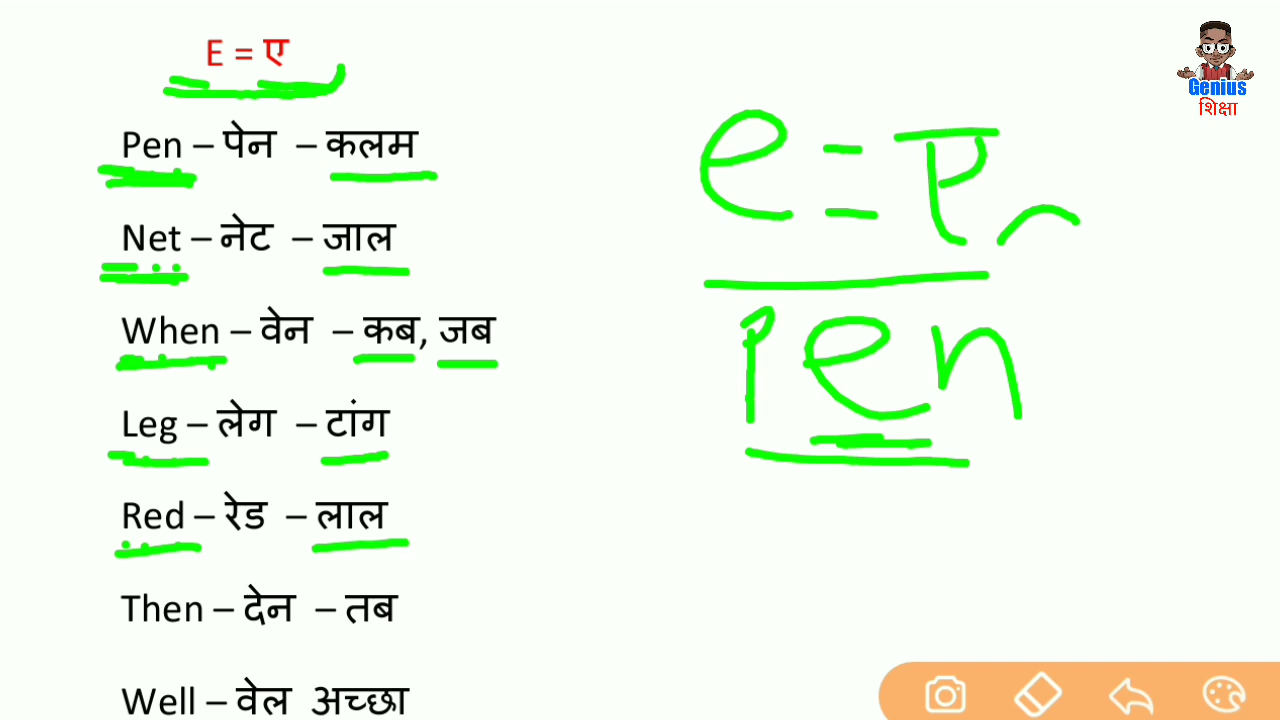 E = ए
Pen – पेन – कलम
Net – नेट – जाल
When – वेन – कब, जब
Leg – लेग – टांग
Red – रेड – लाल
Then – देन – तब
Well – वेल अच्छा
e = ए
pen
Genius
शिक्षा